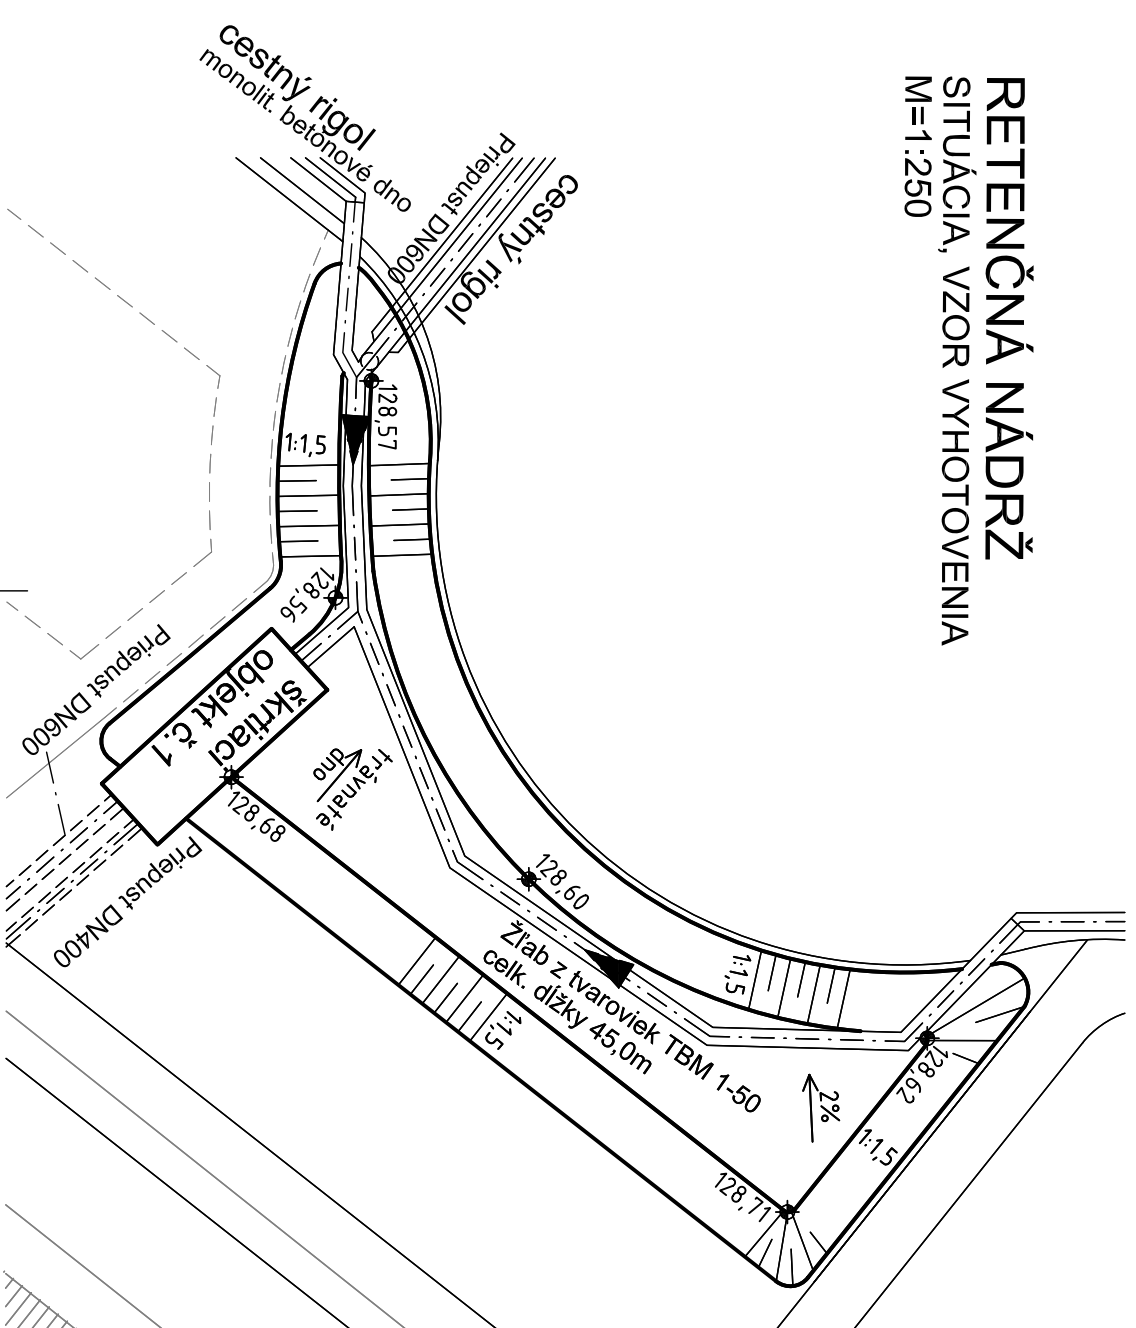 RETENČNÁ NÁDRŽ
SITUÁCIA, VZOR VYHOTOVENIA
M=1:250
cestný rigol
monolit. betónové dno
Priepust DN600
cestný rigol
128,57
1:1,5
128,56
Priepust DN600
škrtiaci
objekt č.1
trávnaté
dno
128,68
Priepust DN400
128,60
Žľab z tvaroviek TBM 1-50
celk. dĺžky 45,0m
1:1,5
1:1,5
128,62
2%
1:1,5
128,71